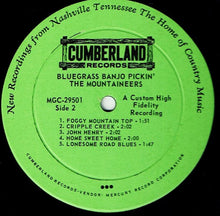 New Recordings from Nashville Tennessee The Home of Country Music
CUMBERLAND
RECORDS
BLUEGRASS BANJO PICKIN'
THE MOUNTAINEERS
MGC-29501
Side 2
A Custom High
Fidelity
Recording
1. FOGGY MOUNTAIN TOP - 1:51
2. CRIPPLE CREEK - 2:02
3. JOHN HENRY - 2:02
4. HOME SWEET HOME - 2:00
5. LONESOME ROAD BLUES - 1:47
CUMBERLAND RECORDS-VENDOR-MERCURY RECORD CORPORATION